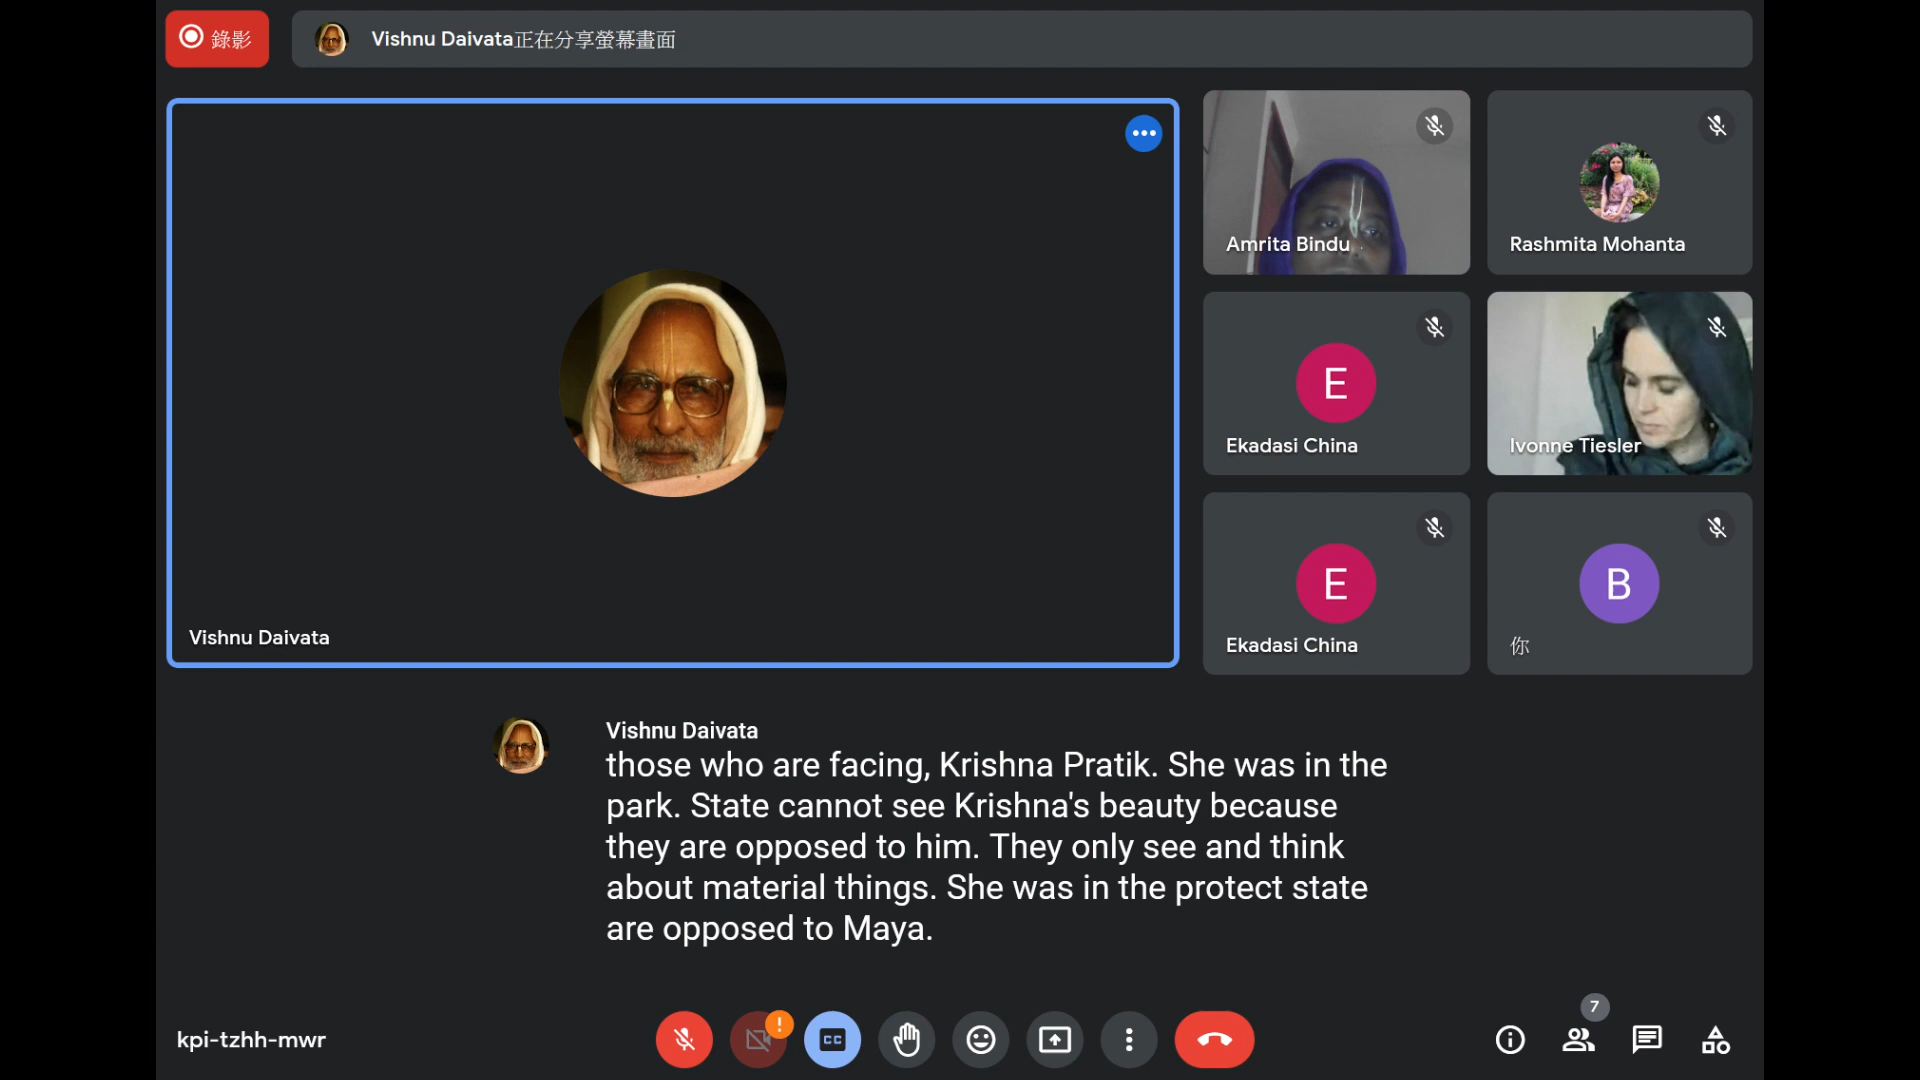 錄影
Vishnu Daivata正在分享螢幕畫面
Vishnu Daivata
Amrita Bindu
Rashmita Mohanta
E
Ekadasi China
Ivonne Tiesler
E
Ekadasi China
B
你
Vishnu Daivata
those who are facing, Krishna Pratik. She was in the
park. State cannot see Krishna's beauty because
they are opposed to him. They only see and think
about material things. She was in the protect state
are opposed to Maya.
kpi-tzhh-mwr
!
CC
7